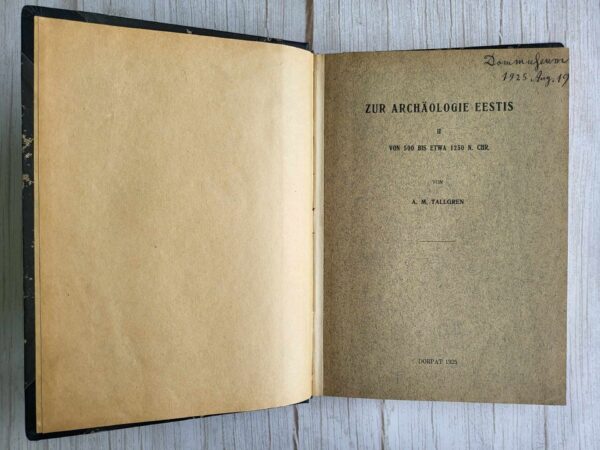 1925. Aug. 19
ZUR ARCHÄOLOGIE EESTIS
II
VON 500 BIS ETWA 1250 N. CHR.
VON
A. M. TALLGREN
DORPAT 1925